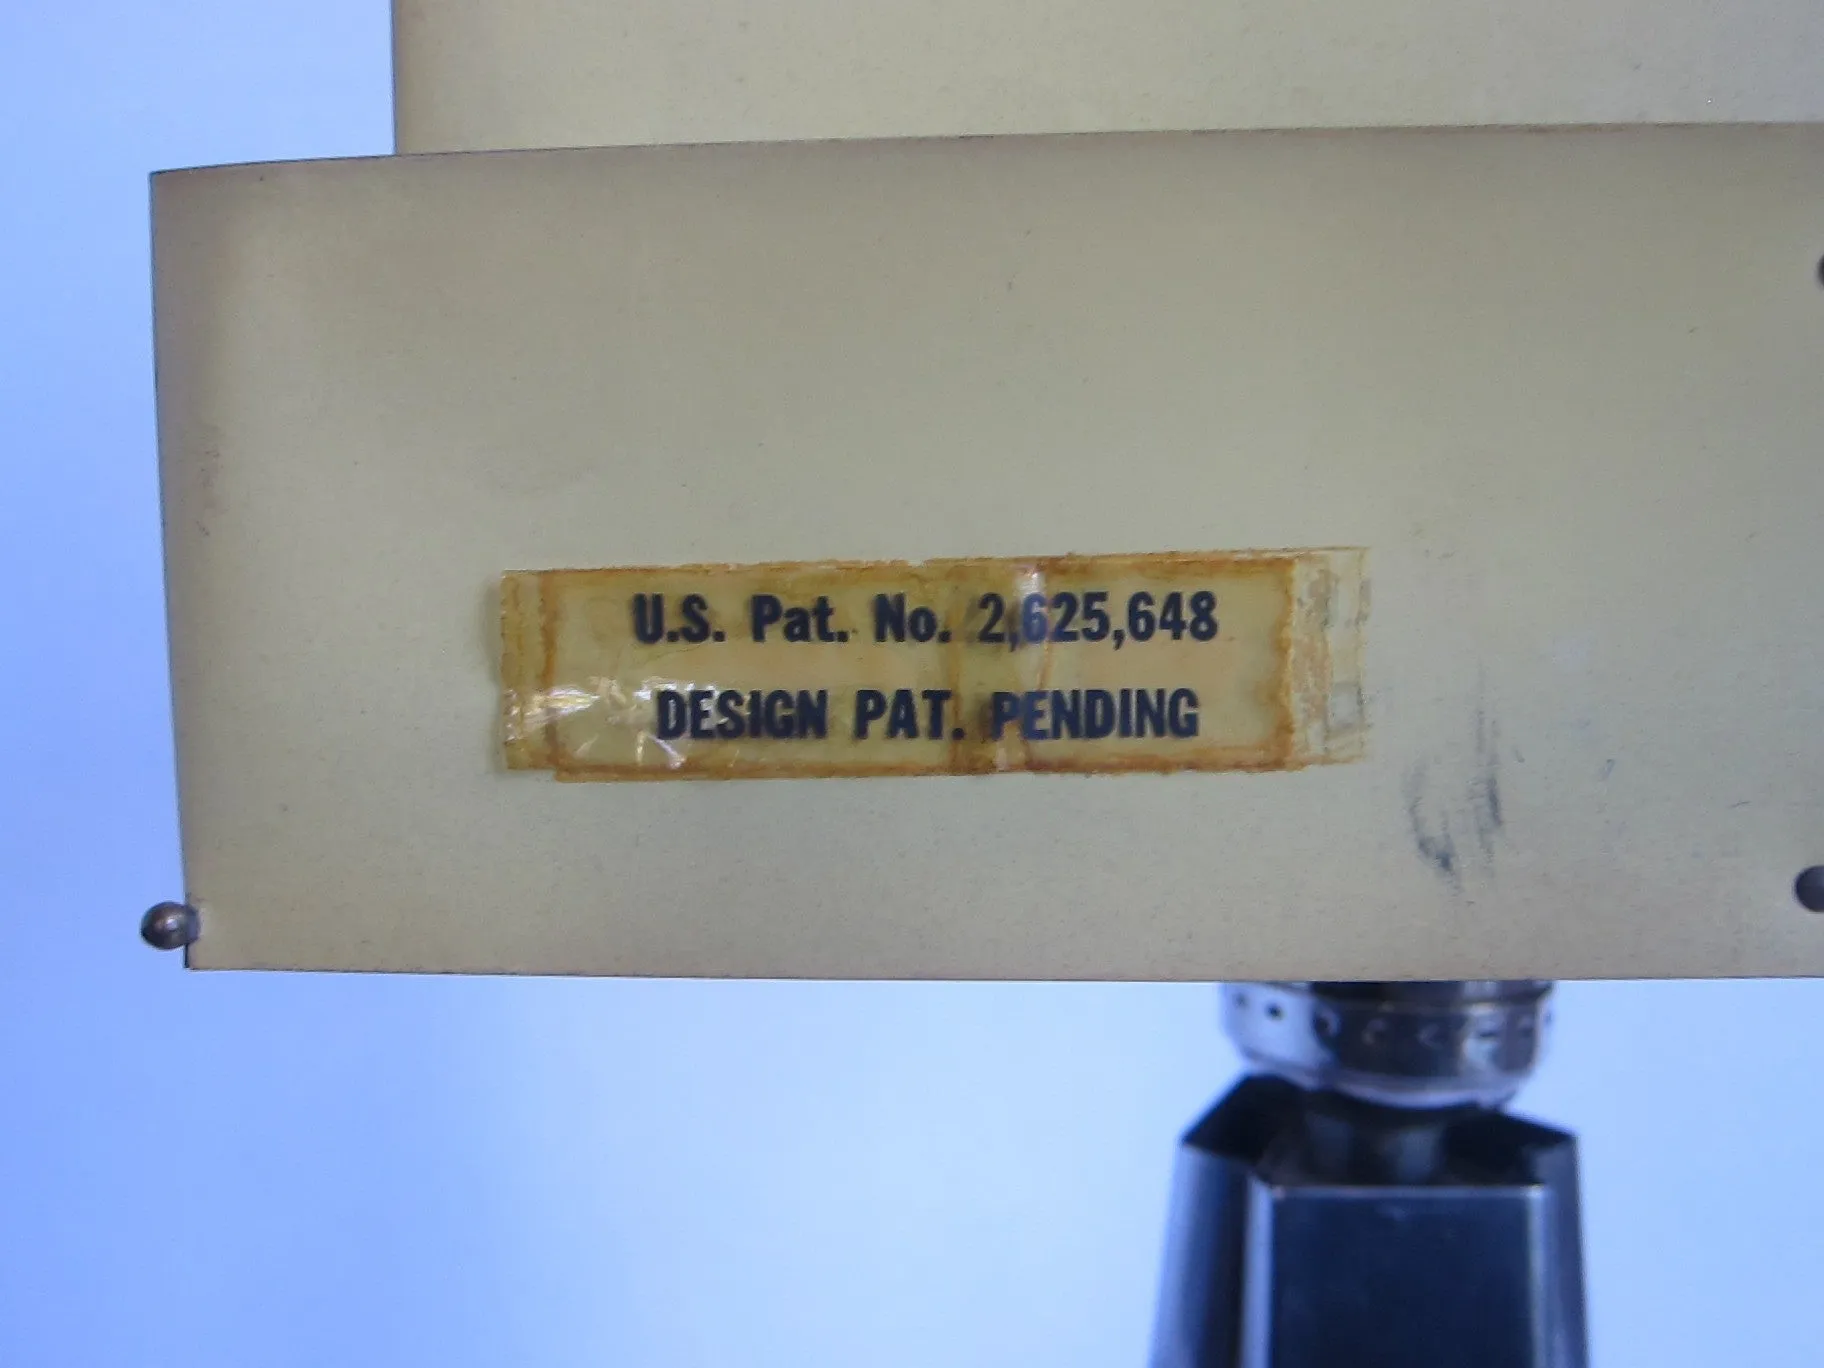 U.S. Pat. No. 2,625,648
DESIGN PAT. PENDING